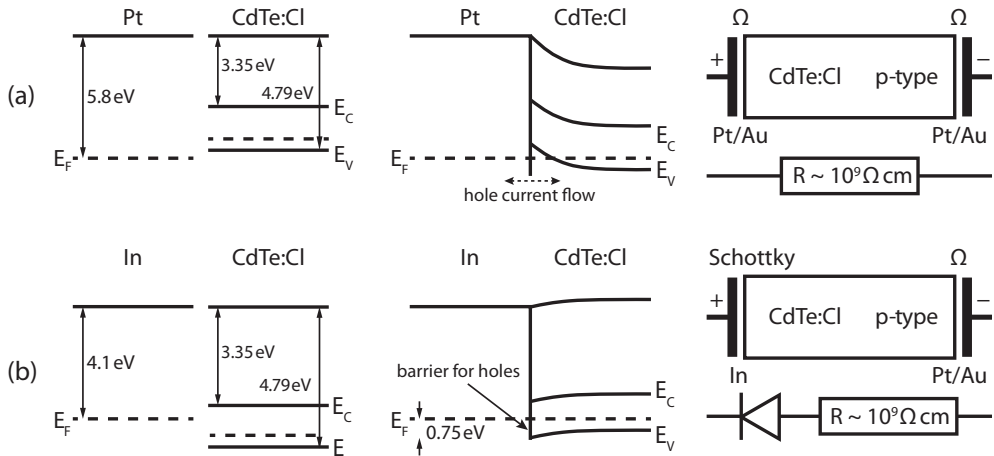 Pt CdTe:Cl Pt CdTe:Cl Ω Ω
(a) 5.8 eV 3.35 eV 4.79 eV
E_C
E_F E_V
E_C
E_F E_V
hole current flow
+ CdTe:Cl p-type −
Pt/Au Pt/Au
R ~ 10⁹ Ω cm
In CdTe:Cl In CdTe:Cl Schottky Ω
(b) 4.1 eV 3.35 eV 4.79 eV
E_C
E_F E
barrier for holes
E_C
E_F 0.75 eV E_V
+ CdTe:Cl p-type −
In Pt/Au
R ~ 10⁹ Ω cm